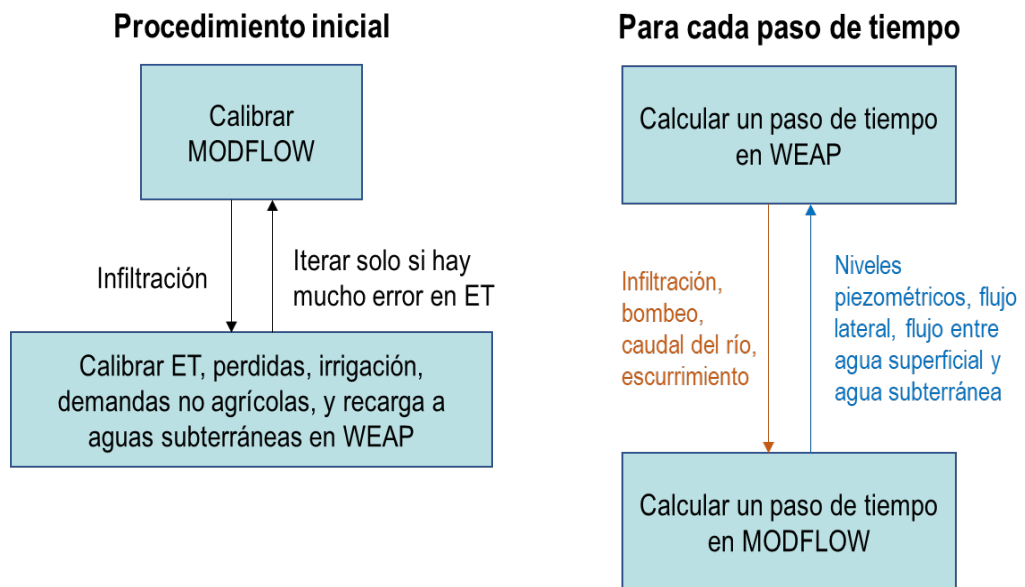 Procedimiento inicial
Calibrar
MODFLOW
Infiltración
Iterar solo si hay
mucho error en ET
Calibrar ET, perdidas, irrigación,
demandas no agrícolas, y recarga a
aguas subterráneas en WEAP
Para cada paso de tiempo
Calcular un paso de tiempo
en WEAP
Infiltración,
bombeo,
caudal del río,
escurrimiento
Niveles
piezométricos, flujo
lateral, flujo entre
agua superficial y
agua subterránea
Calcular un paso de tiempo
en MODFLOW